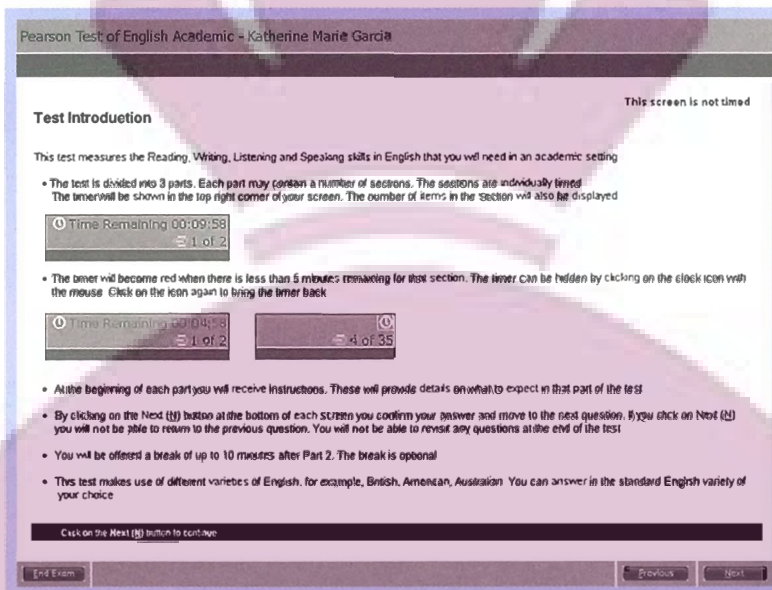 Pearson Test of English Academic - Katherine Marie Garcia
This screen is not timed
Test Introduction
This test measures the Reading, Writing, Listening and Speaking skills in English that you will need in an academic setting
• The test is divided into 3 parts. Each part may contain a number of sections. The sections are individually timed
The timer will be shown in the top right corner of your screen. The number of items in the section will also be displayed
Time Remaining 00:09:58
1 of 2
• The timer will become red when there is less than 5 minutes remaining for that section. The timer can be hidden by clicking on the clock icon with
the mouse Click on the icon again to bring the timer back
Time Remaining 00:04:58
1 of 2
4 of 35
• At the beginning of each part you will receive instructions. These will provide details on what to expect in that part of the test
• By clicking on the Next (N) button at the bottom of each screen you confirm your answer and move to the next question. If you click on Next (N)
you will not be able to return to the previous question. You will not be able to revisit any questions at the end of the test
• You will be offered a break of up to 10 minutes after Part 2. The break is optional
• This test makes use of different varieties of English, for example, British, American, Australian You can answer in the standard English variety of
your choice
Click on the Next (N) button to continue
End Exam
Previous
Next